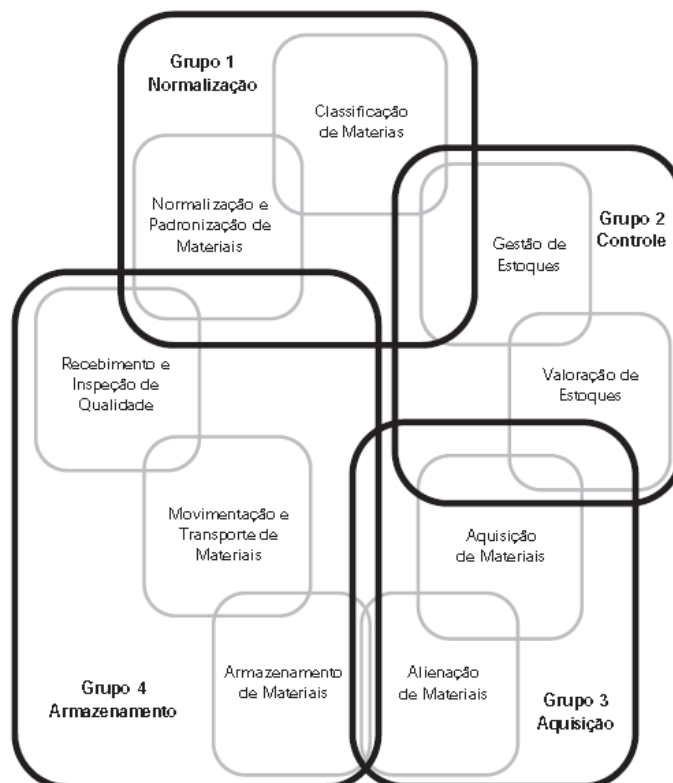 Grupo 1
Normalização
Classificação
de Materias
Normalização e
Padronização de
Materiais
Grupo 2
Controle
Gestão de
Estoques
Valoração de
Estoques
Recebimento e
Inspeção de
Qualidade
Movimentação e
Transporte de
Materiais
Aquisição
de Materiais
Armazenamento
de Materiais
Alienação
de Materiais
Grupo 4
Armazenamento
Grupo 3
Aquisição